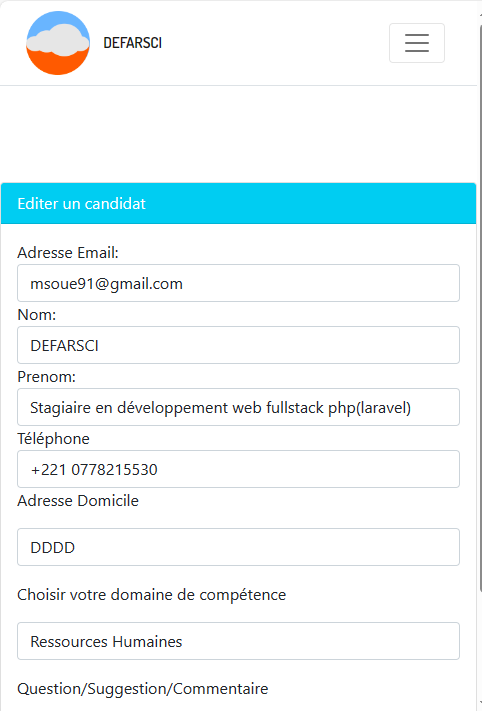 DEFARSCI
Editer un candidat
Adresse Email:
msoue91@gmail.com
Nom:
DEFARSCI
Prenom:
Stagiaire en développement web fullstack php(laravel)
Téléphone
+221 0778215530
Adresse Domicile
DDDD
Choisir votre domaine de compétence
Ressources Humaines
Question/Suggestion/Commentaire